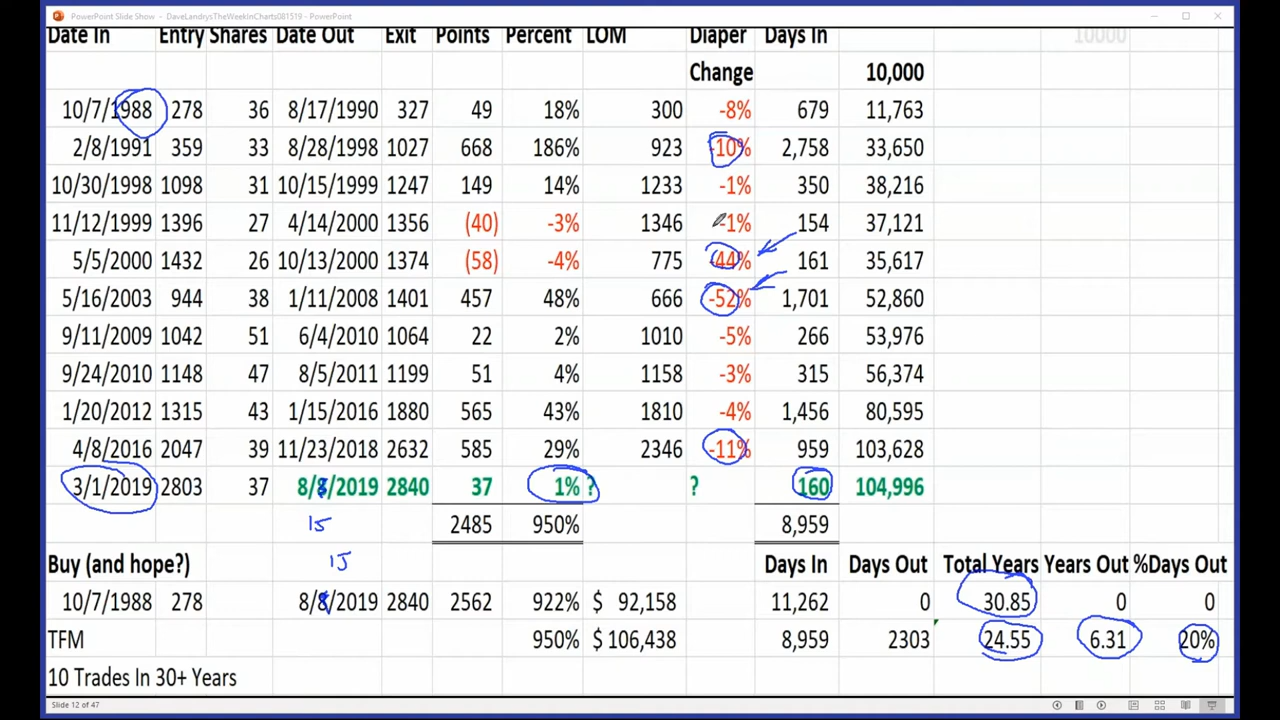 PowerPoint Slide Show - DaveLandrysTheWeekInCharts081519 - PowerPoint
Date In Entry Shares Date Out Exit Points Percent LOM Diaper Days In 10000
Change 10,000
10/7/1988 278 36 8/17/1990 327 49 18% 300 -8% 679 11,763
2/8/1991 359 33 8/28/1998 1027 668 186% 923 -10% 2,758 33,650
10/30/1998 1098 31 10/15/1999 1247 149 14% 1233 -1% 350 38,216
11/12/1999 1396 27 4/14/2000 1356 (40) -3% 1346 -1% 154 37,121
5/5/2000 1432 26 10/13/2000 1374 (58) -4% 775 -44% 161 35,617
5/16/2003 944 38 1/11/2008 1401 457 48% 666 -52% 1,701 52,860
9/11/2009 1042 51 6/4/2010 1064 22 2% 1010 -5% 266 53,976
9/24/2010 1148 47 8/5/2011 1199 51 4% 1158 -3% 315 56,374
1/20/2012 1315 43 1/15/2016 1880 565 43% 1810 -4% 1,456 80,595
4/8/2016 2047 39 11/23/2018 2632 585 29% 2346 -11% 959 103,628
3/1/2019 2803 37 8/8/2019 2840 37 1% ? ? 160 104,996
15 2485 950% 8,959
15
Buy (and hope?) Days In Days Out Total Years Years Out %Days Out
10/7/1988 278 8/8/2019 2840 2562 922% $ 92,158 11,262 0 30.85 0 0
TFM 950% $ 106,438 8,959 2303 24.55 6.31 20%
10 Trades In 30+ Years
Slide 12 of 47